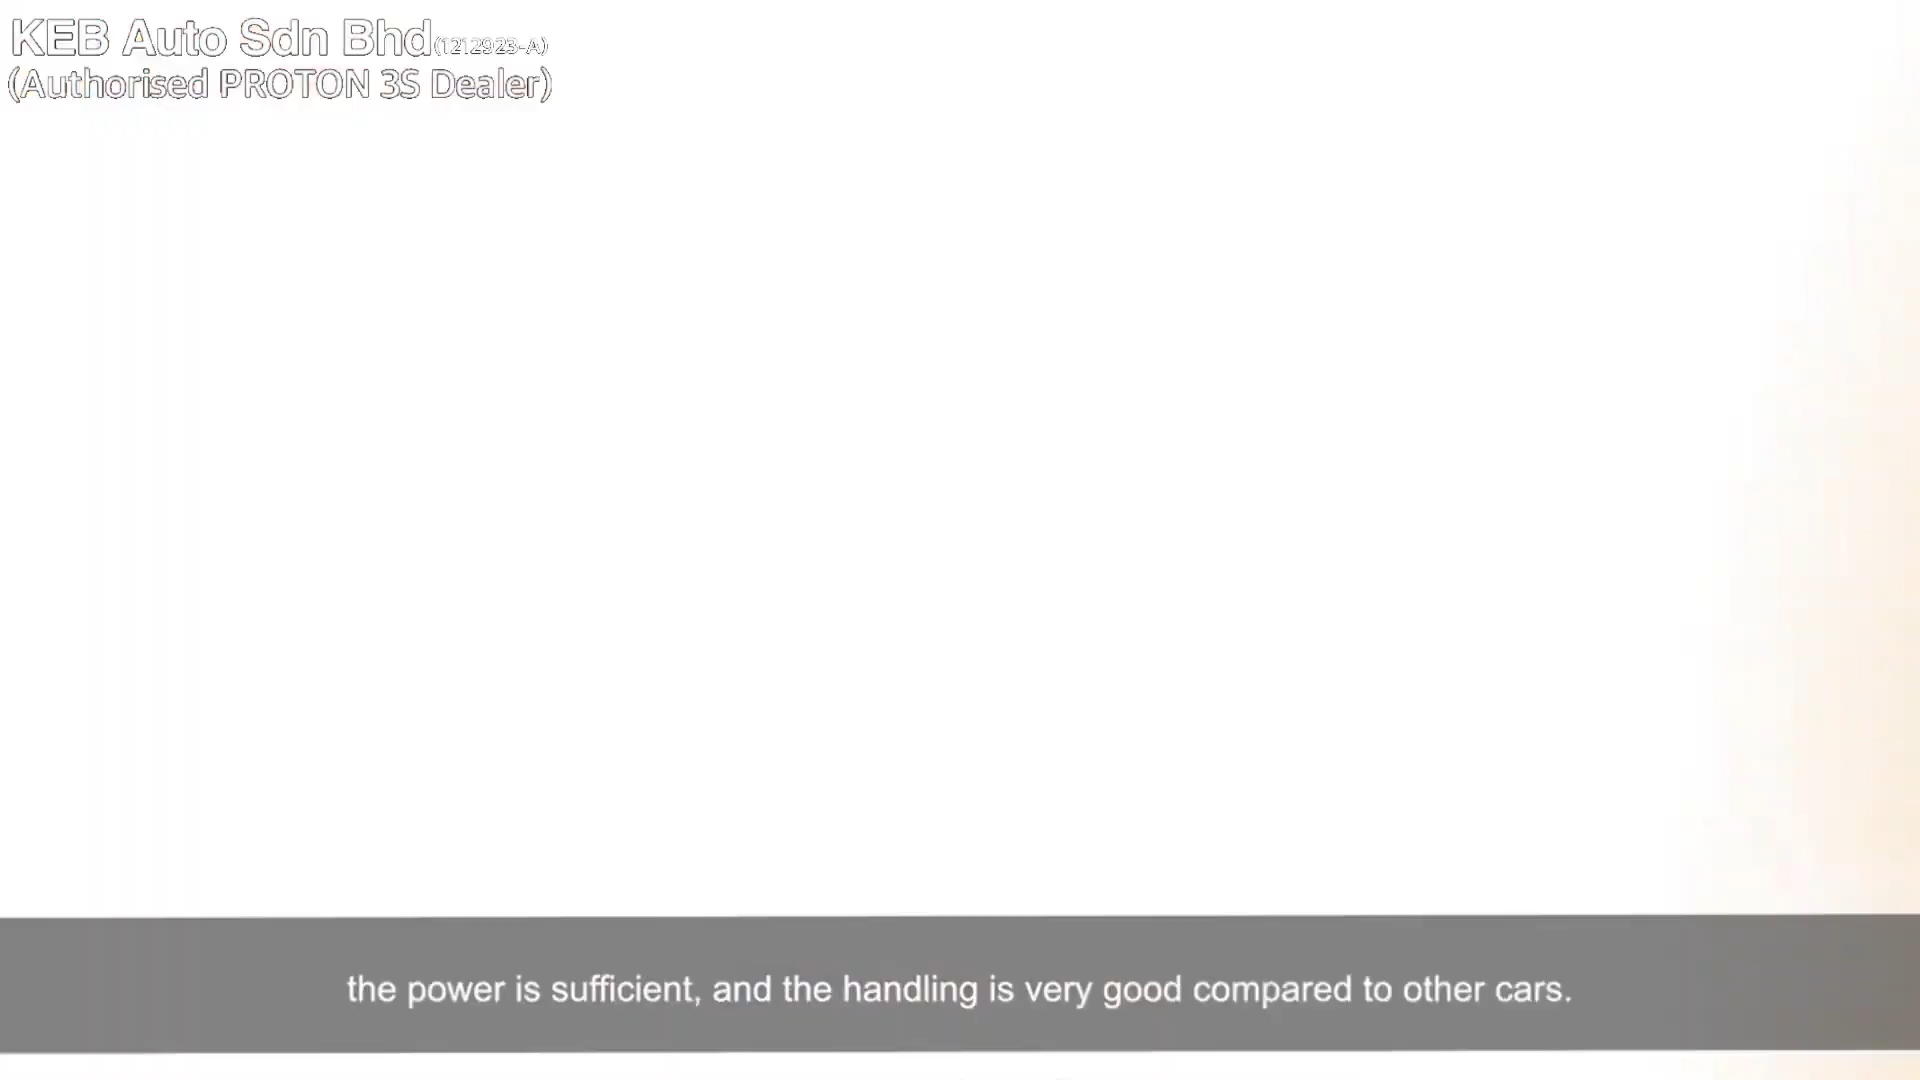 KEB Auto Sdn Bhd(1212923-A)
(Authorised PROTON 3S Dealer)
the power is sufficient, and the handling is very good compared to other cars.